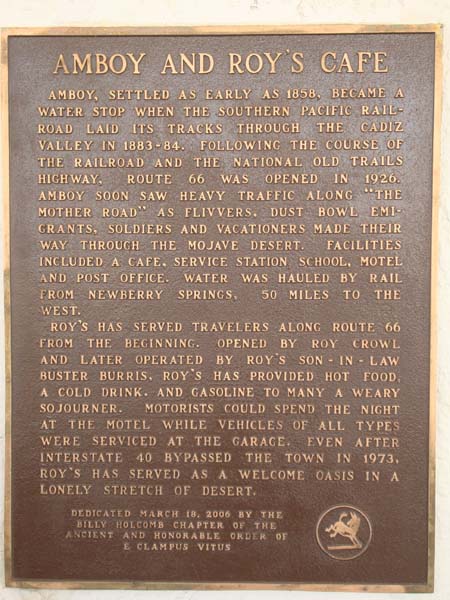 AMBOY AND ROY'S CAFE
AMBOY, SETTLED AS EARLY AS 1858, BECAME A
WATER STOP WHEN THE SOUTHERN PACIFIC RAIL-
ROAD LAID ITS TRACKS THROUGH THE CADIZ
VALLEY IN 1883-84. FOLLOWING THE COURSE OF
THE RAILROAD AND THE NATIONAL OLD TRAILS
HIGHWAY, ROUTE 66 WAS OPENED IN 1926.
AMBOY SOON SAW HEAVY TRAFFIC ALONG "THE
MOTHER ROAD" AS FLIVVERS, DUST BOWL EMI-
GRANTS, SOLDIERS AND VACATIONERS MADE THEIR
WAY THROUGH THE MOJAVE DESERT. FACILITIES
INCLUDED A CAFE, SERVICE STATION SCHOOL, MOTEL
AND POST OFFICE. WATER WAS HAULED BY RAIL
FROM NEWBERRY SPRINGS, 50 MILES TO THE
WEST.
ROY'S HAS SERVED TRAVELERS ALONG ROUTE 66
FROM THE BEGINNING. OPENED BY ROY CROWL
AND LATER OPERATED BY ROY'S SON-IN-LAW
BUSTER BURRIS, ROY'S HAS PROVIDED HOT FOOD,
A COLD DRINK, AND GASOLINE TO MANY A WEARY
SOJOURNER. MOTORISTS COULD SPEND THE NIGHT
AT THE MOTEL WHILE VEHICLES OF ALL TYPES
WERE SERVICED AT THE GARAGE. EVEN AFTER
INTERSTATE 40 BYPASSED THE TOWN IN 1973,
ROY'S HAS SERVED AS A WELCOME OASIS IN A
LONELY STRETCH OF DESERT.
DEDICATED MARCH 18, 2006 BY THE
BILLY HOLCOMB CHAPTER OF THE
ANCIENT AND HONORABLE ORDER OF
E CLAMPUS VITUS